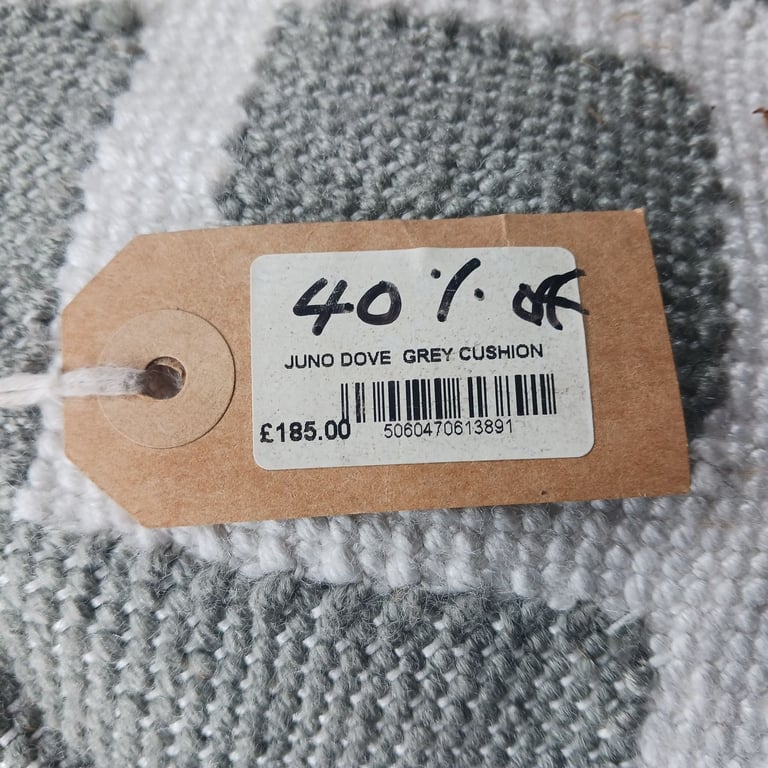 40% off
JUNO DOVE GREY CUSHION
£185.00 5060470613891